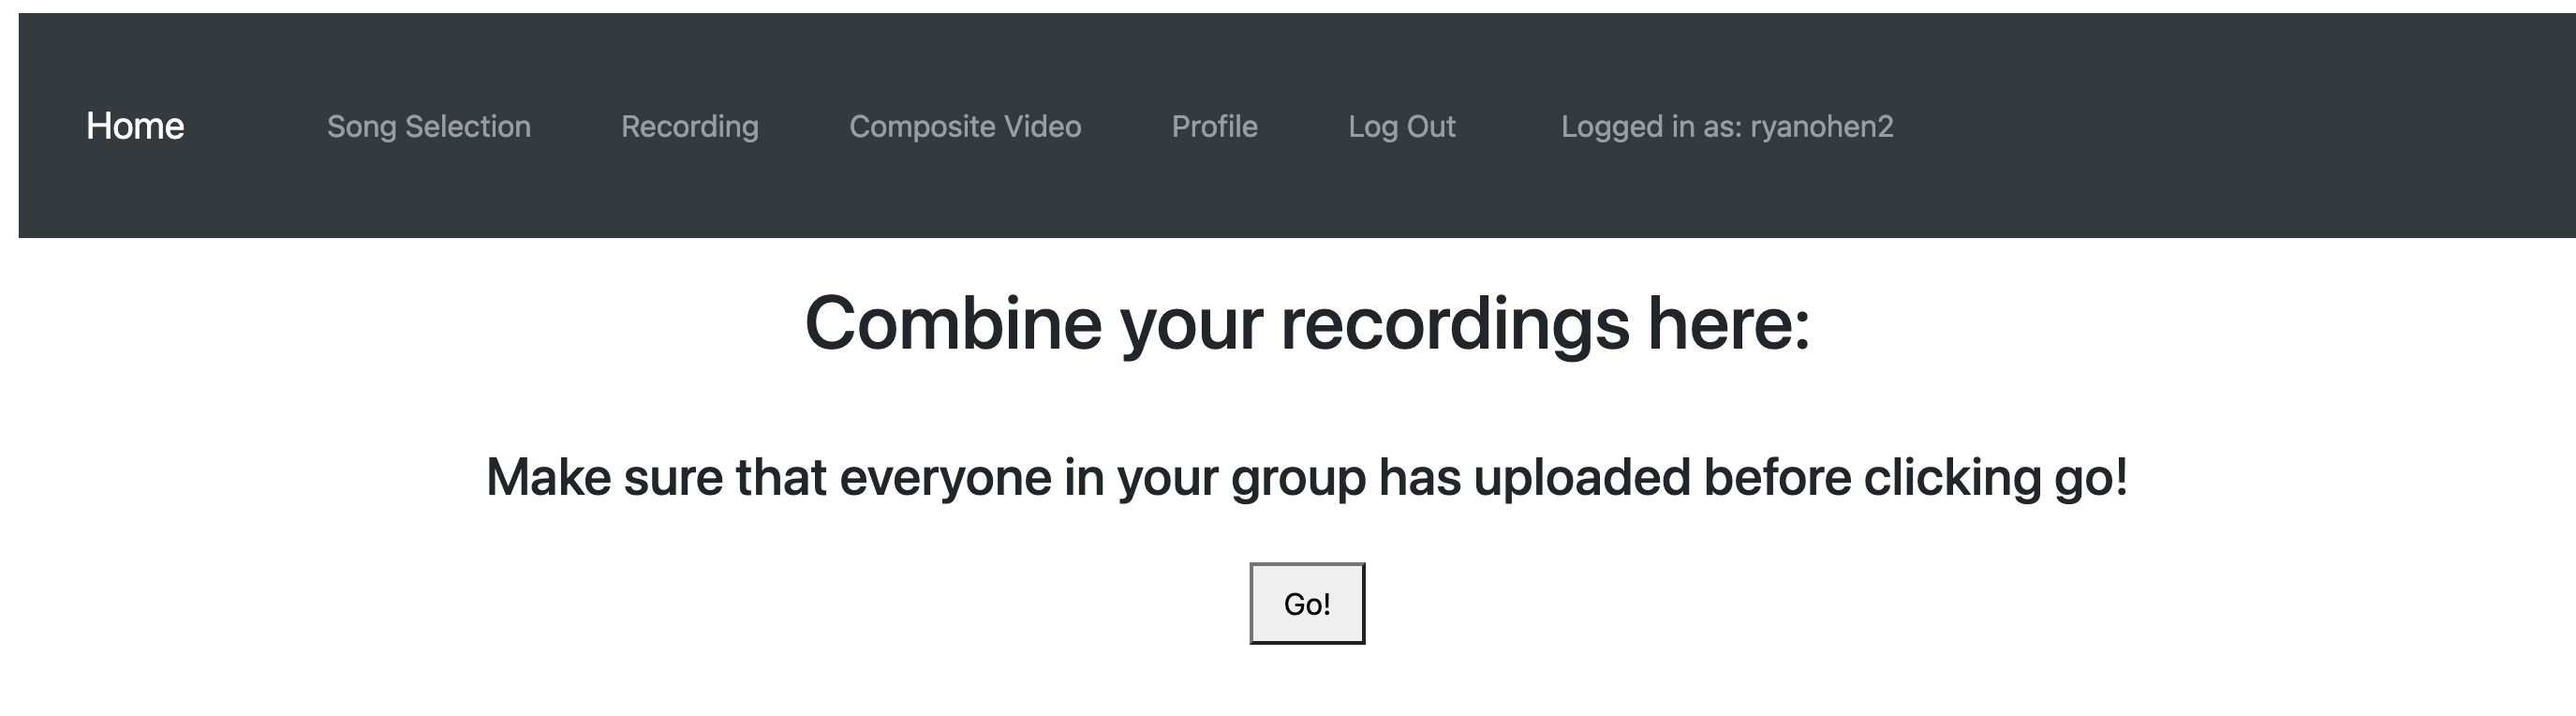 Home Song Selection Recording Composite Video Profile Log Out Logged in as: ryanohen2
Combine your recordings here:
Make sure that everyone in your group has uploaded before clicking go!
Go!